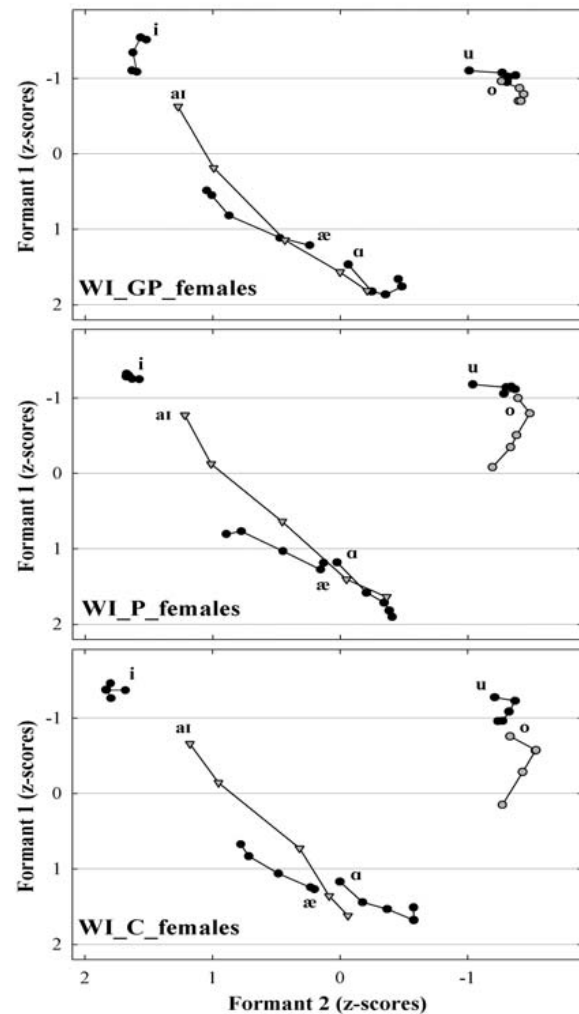 i
u
-1
aɪ
o
0
æ
1
ɑ
WI_GP_females
2
Formant 1 (z-scores)
i
u
-1
aɪ
o
0
ɑ
1
æ
WI_P_females
2
Formant 1 (z-scores)
i
u
-1
o
aɪ
0
1
ɑ
æ
WI_C_females
2
Formant 1 (z-scores)
2 1 0 -1
Formant 2 (z-scores)